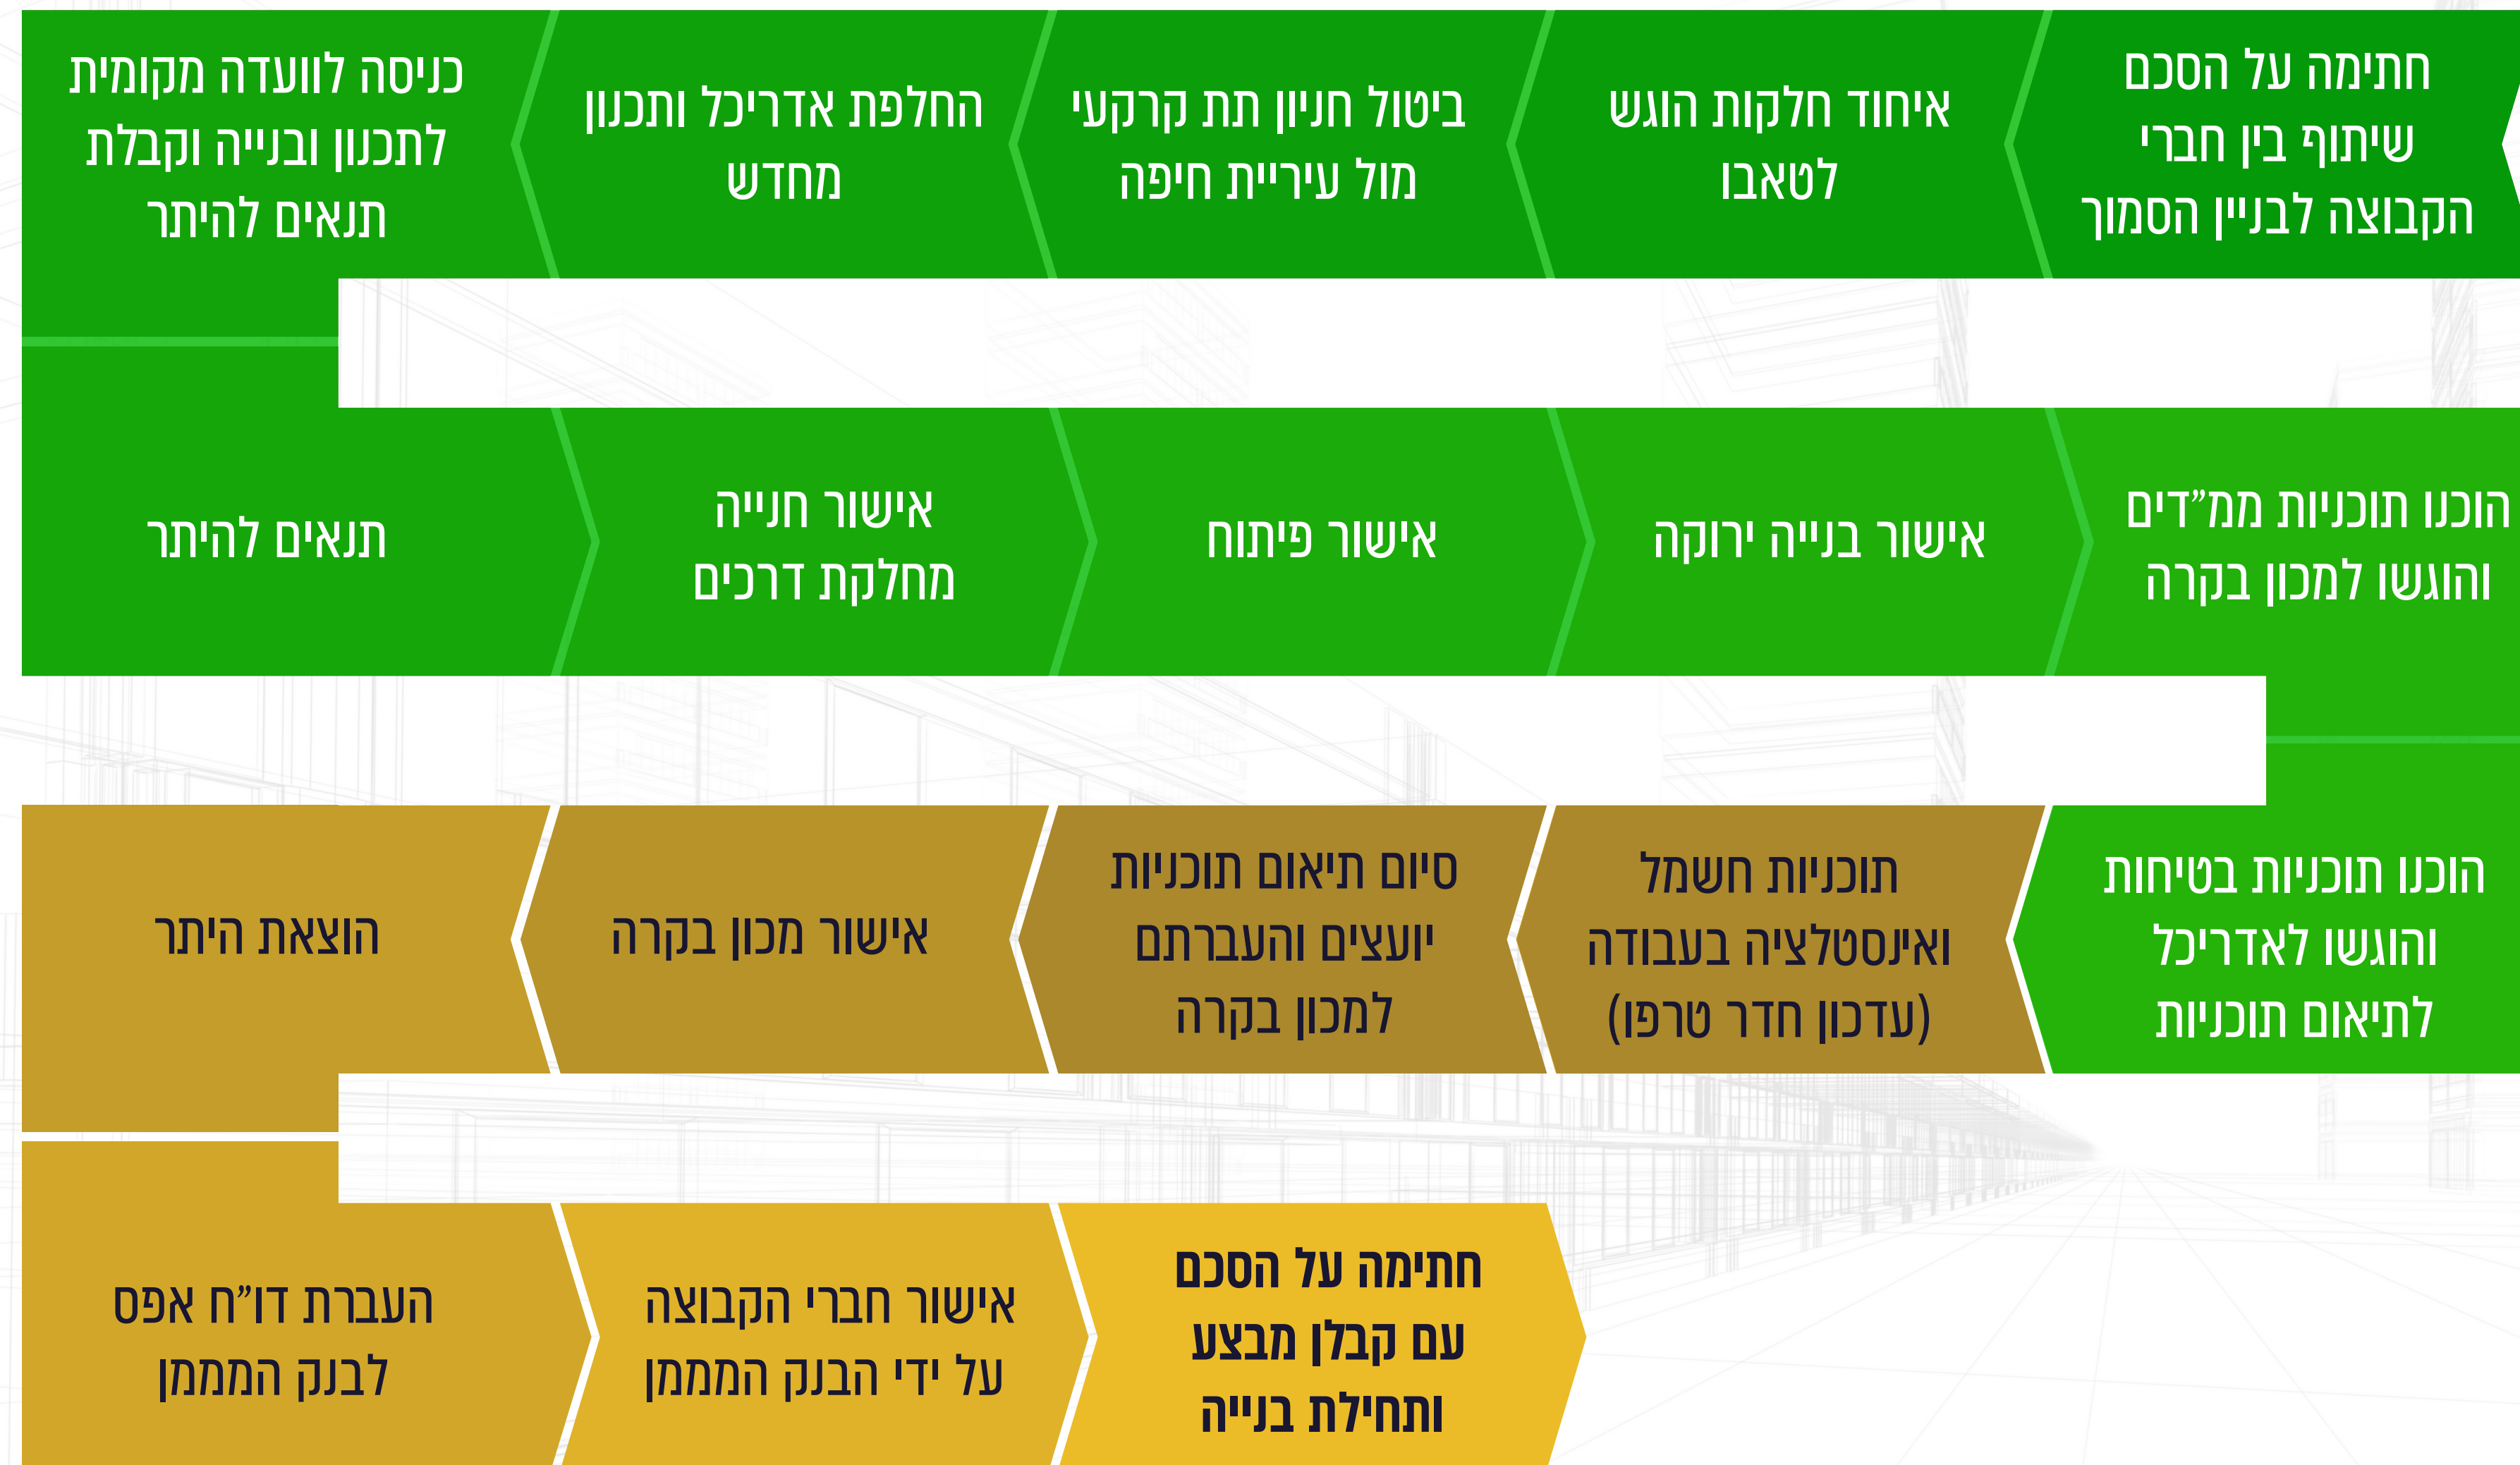 חתימה על הסכם
שיתוף בין חברי
הקבוצה לבניין הסמוך
איחוד חלקות הוגש
לטאבו
ביטול חניון תת קרקעי
מול עיריית חיפה
החלפת אדריכל ותכנון
מחדש
כניסה לוועדה מקומית
לתכנון ובנייה וקבלת
תנאים להיתר
תנאים להיתר
אישור חנייה
מחלקת דרכים
אישור פיתוח
אישור בנייה ירוקה
הוכנו תוכניות ממ״דים
והוגשו למכון בקרה
הוכנו תוכניות בטיחות
והוגשו לאדריכל
לתיאום תוכניות
תוכניות חשמל
ואינסטלציה בעבודה
(עדכון חדר טרפו)
סיום תיאום תוכניות
יועצים והעברתם
למכון בקרה
אישור מכון בקרה
הוצאת היתר
העברת דו״ח אפס
לבנק המממן
אישור חברי הקבוצה
על ידי הבנק המממן
חתימה על הסכם
עם קבלן מבצע
ותחילת בנייה